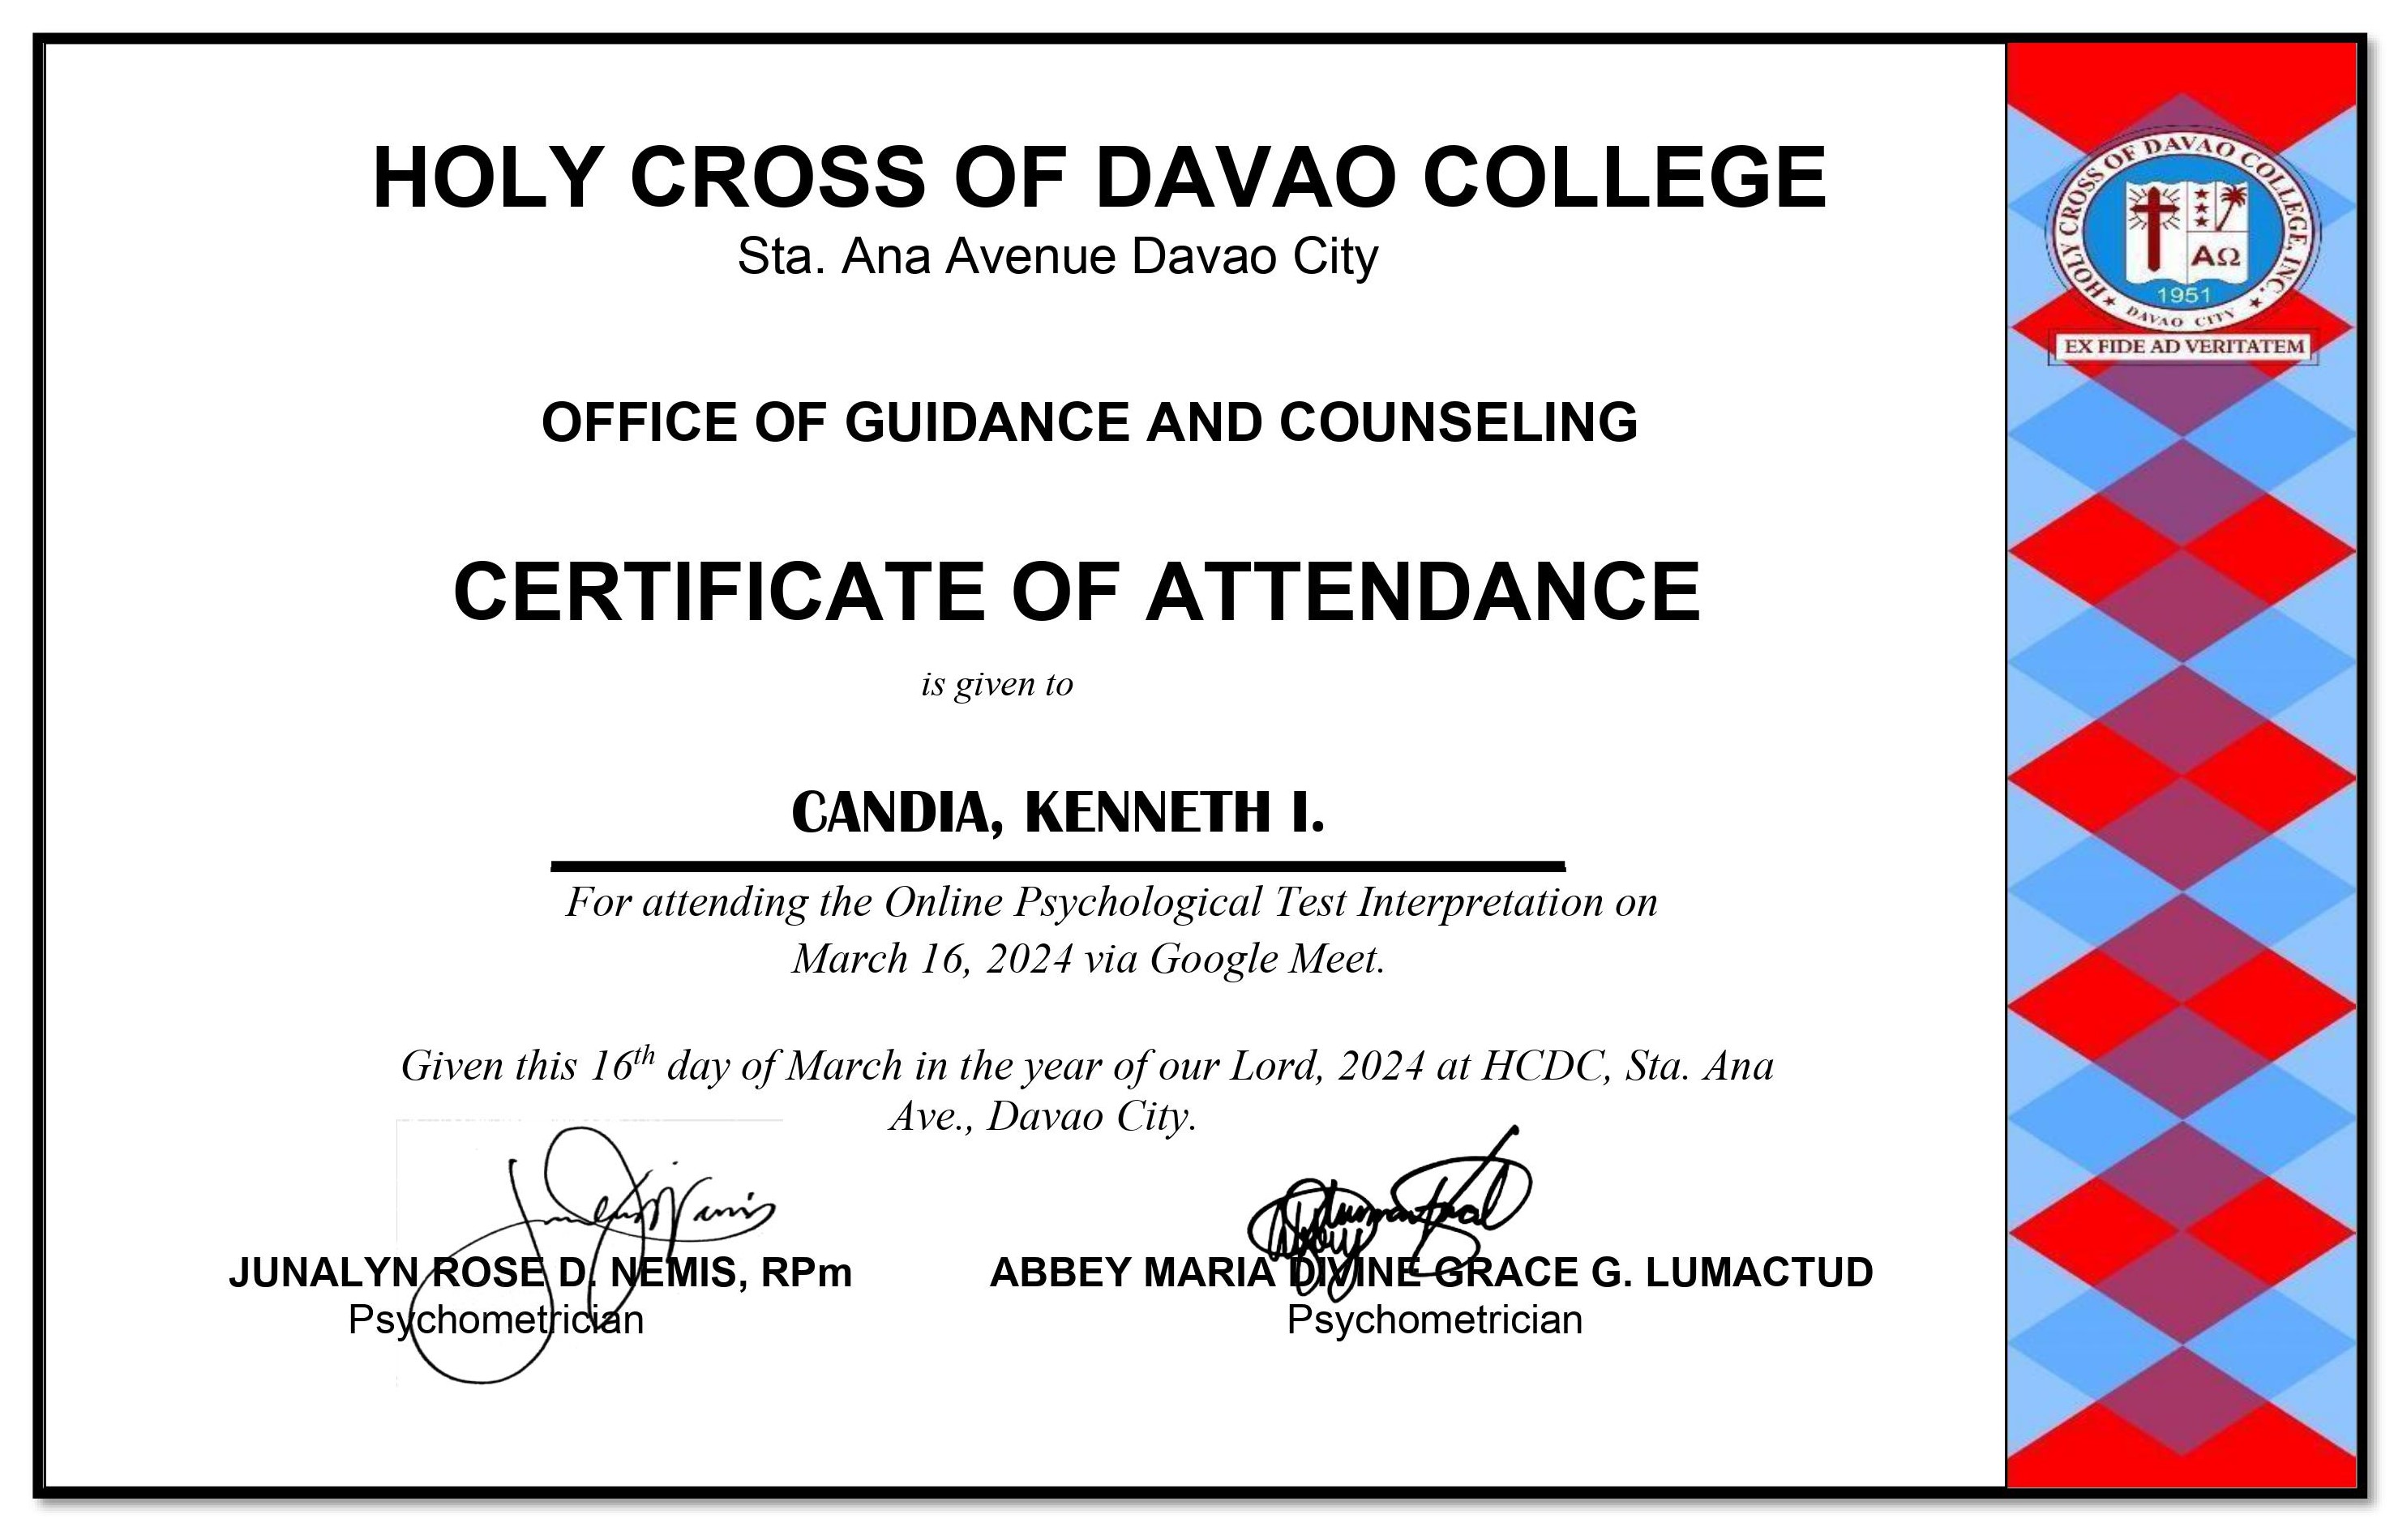 HOLY CROSS OF DAVAO COLLEGE
Sta. Ana Avenue Davao City
HOLY CROSS OF DAVAO COLLEGE, INC.
ΑΩ
1951
DAVAO CITY
EX FIDE AD VERITATEM
OFFICE OF GUIDANCE AND COUNSELING
CERTIFICATE OF ATTENDANCE
is given to
CANDIA, KENNETH I.
For attending the Online Psychological Test Interpretation on
March 16, 2024 via Google Meet.
Given this 16th day of March in the year of our Lord, 2024 at HCDC, Sta. Ana
Ave., Davao City.
JUNALYN ROSE D. NEMIS, RPm
Psychometrician
ABBEY MARIA DIVINE GRACE G. LUMACTUD
Psychometrician